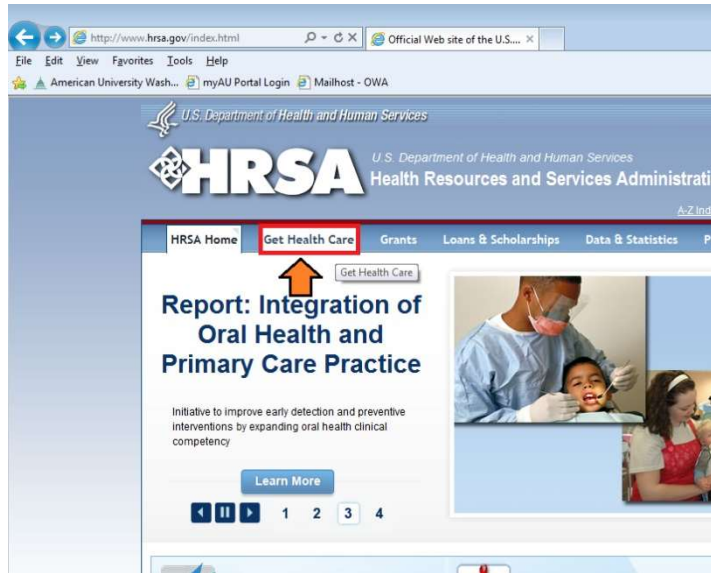 http://www.hrsa.gov/index.html
Official Web site of the U.S....
File Edit View Favorites Tools Help
American University Wash... myAU Portal Login Mailhost - OWA
U.S. Department of Health and Human Services
HRSA
U.S. Department of Health and Human Services
Health Resources and Services Administrati
A-Z Ind
HRSA Home Get Health Care Grants Loans & Scholarships Data & Statistics P
Get Health Care
Report: Integration of
Oral Health and
Primary Care Practice
Initiative to improve early detection and preventive
interventions by expanding oral health clinical
competency
Learn More
1 2 3 4